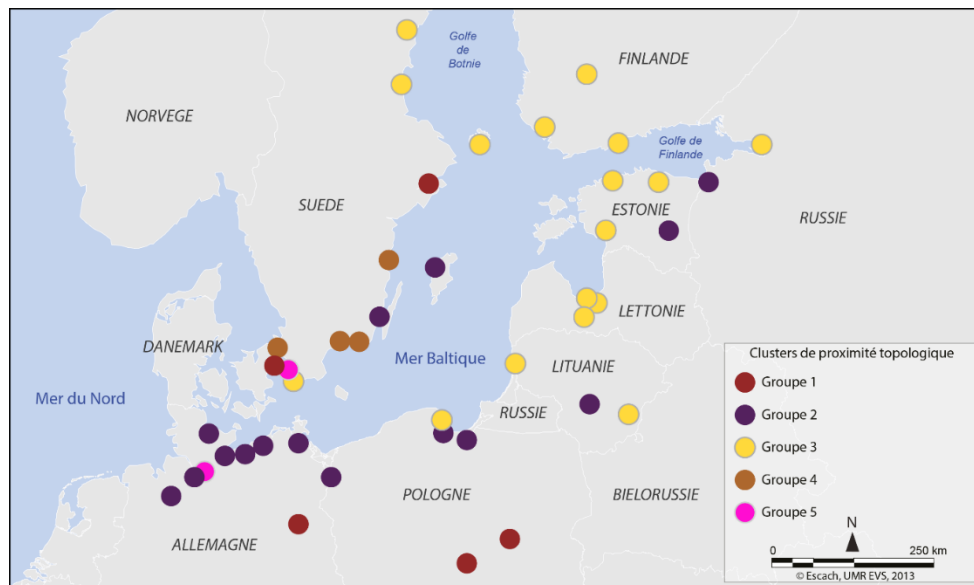 Golfe
de
Botnie
FINLANDE
NORVEGE
Golfe de
Finlande
SUEDE
ESTONIE
RUSSIE
LETTONIE
DANEMARK
Mer Baltique
LITUANIE
Mer du Nord
RUSSIE
POLOGNE
BIELORUSSIE
ALLEMAGNE
Clusters de proximité topologique
Groupe 1
Groupe 2
Groupe 3
Groupe 4
Groupe 5
N
0 250 km
© Escach, UMR EVS, 2013